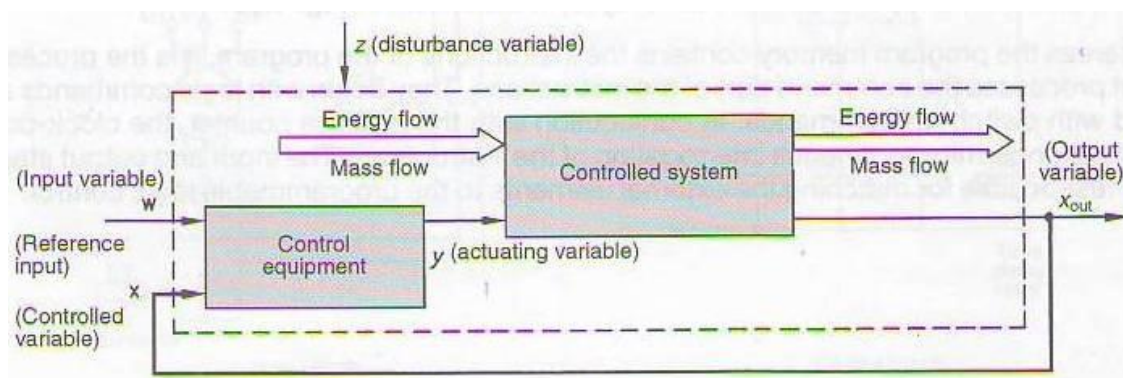 z (disturbance variable)
Energy flow
Mass flow
Controlled system
Energy flow
Mass flow
(Output
variable)
x out
(Input variable)
w
(Reference
input)
x
(Controlled
variable)
Control
equipment
y (actuating variable)